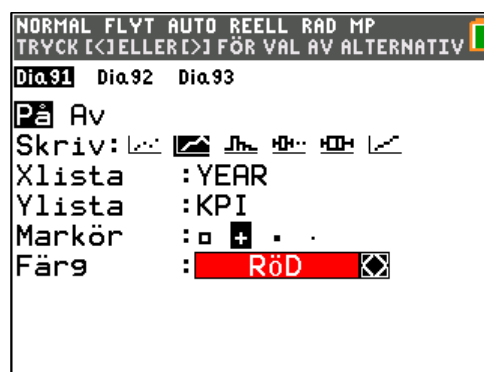 NORMAL FLYT AUTO REELL RAD MP
TRYCK [<]ELLER[>] FÖR VAL AV ALTERNATIV
Dia91 Dia92 Dia93
På Av
Skriv:
Xlista :YEAR
Ylista :KPI
Markör :
Färg : RöD